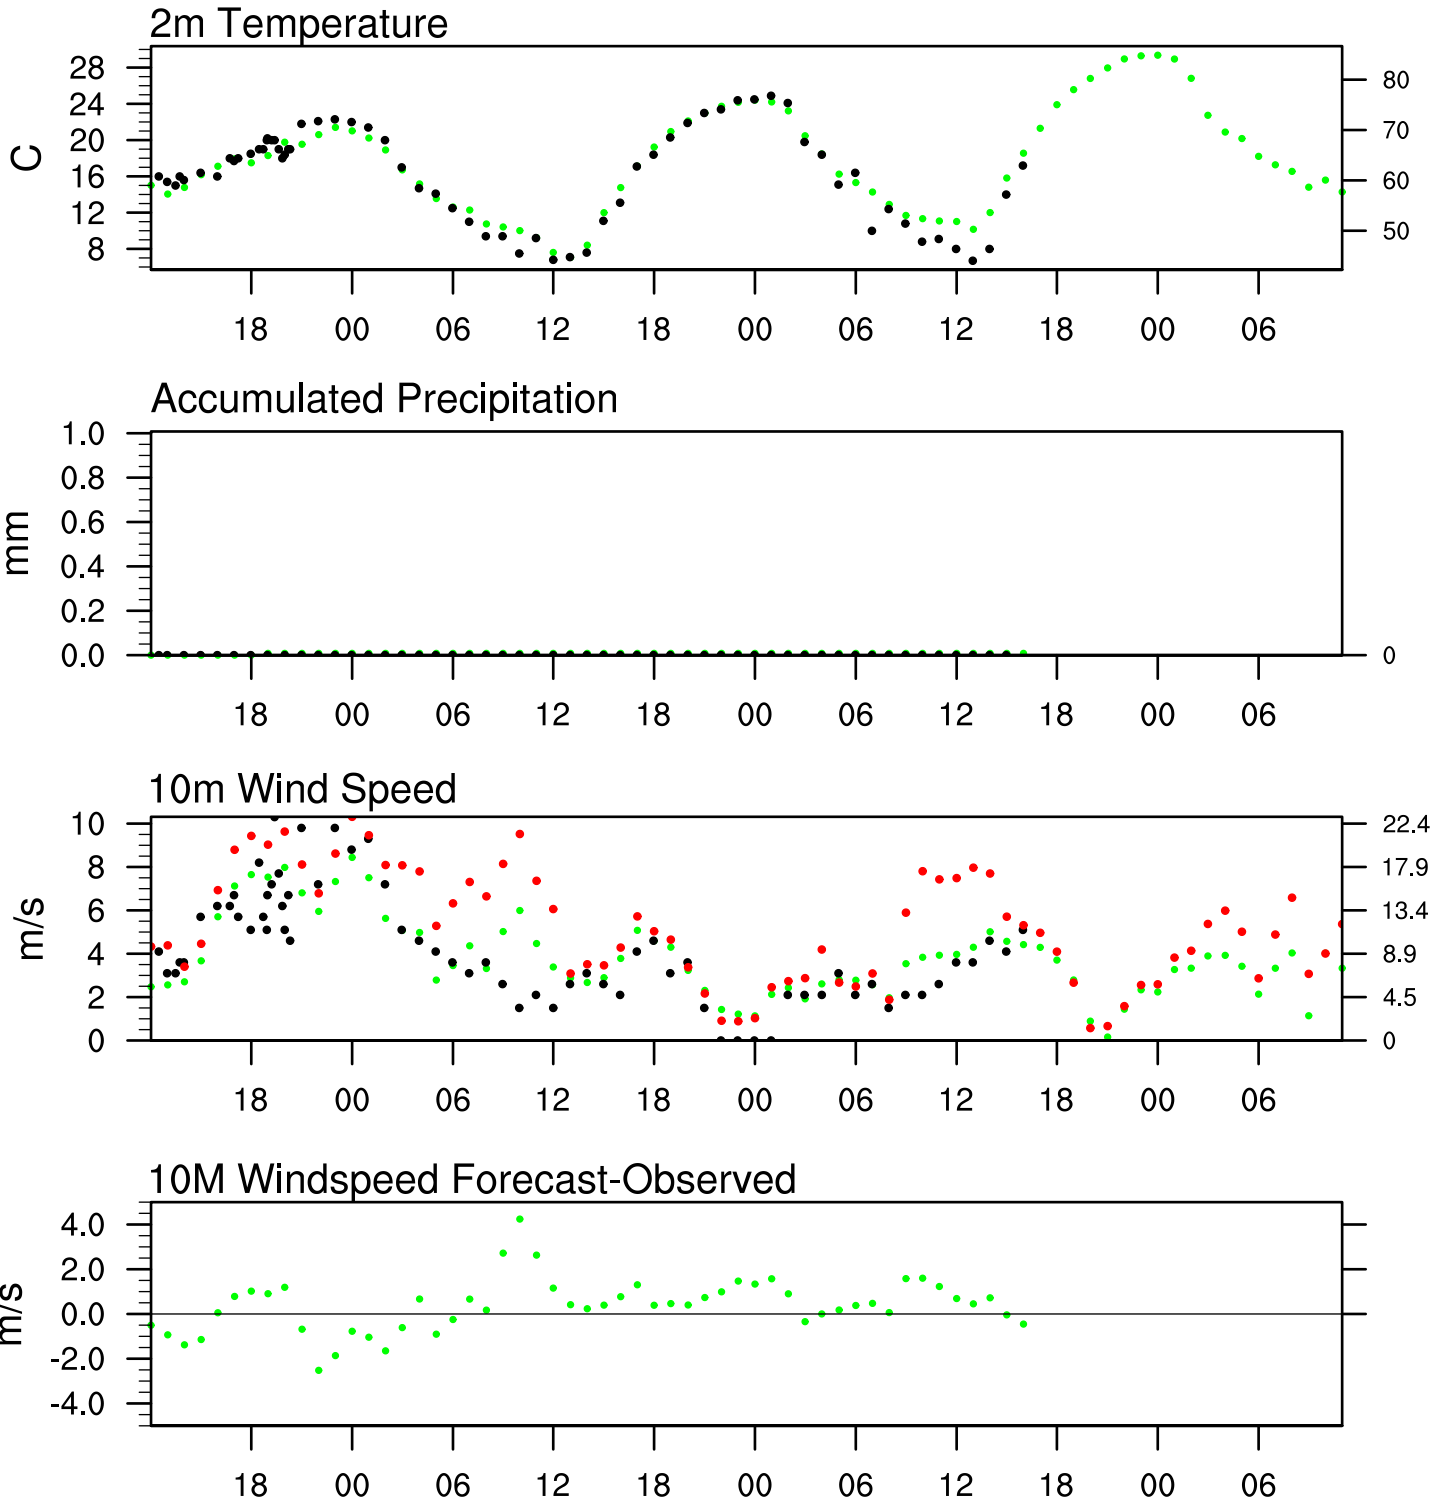 2m Temperature
28
24
20
16
12
8
C
80
70
60
50
18 00 06 12 18 00 06 12 18 00 06
Accumulated Precipitation
1.0
0.8
0.6
0.4
0.2
0.0
mm
0
18 00 06 12 18 00 06 12 18 00 06
10m Wind Speed
10
8
6
4
2
0
m/s
22.4
17.9
13.4
8.9
4.5
0
18 00 06 12 18 00 06 12 18 00 06
10M Windspeed Forecast-Observed
4.0
2.0
0.0
-2.0
-4.0
m/s
18 00 06 12 18 00 06 12 18 00 06